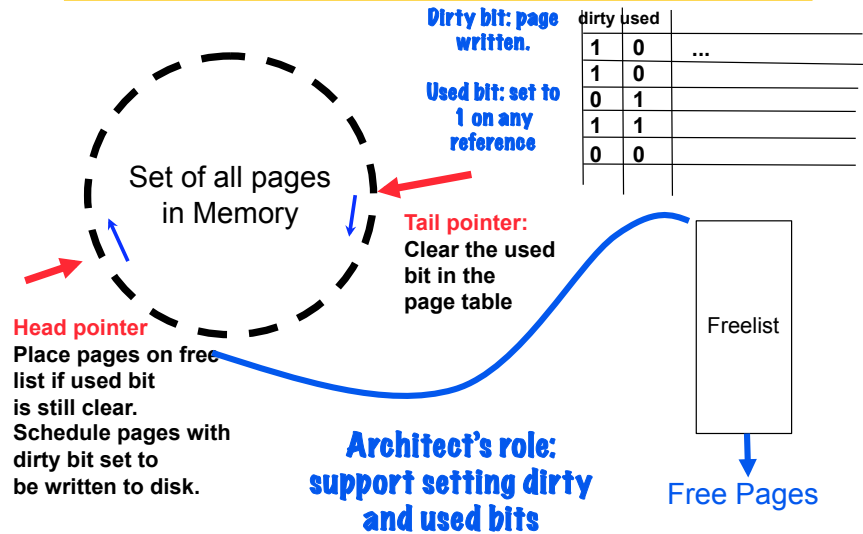 Dirty bit: page
written.
Used bit: set to
1 on any
reference
dirty used
1 0 ...
1 0
0 1
1 1
0 0
Set of all pages
in Memory
Tail pointer:
Clear the used
bit in the
page table
Head pointer
Place pages on free
list if used bit
is still clear.
Schedule pages with
dirty bit set to
be written to disk.
Freelist
Free Pages
Architect's role:
support setting dirty
and used bits